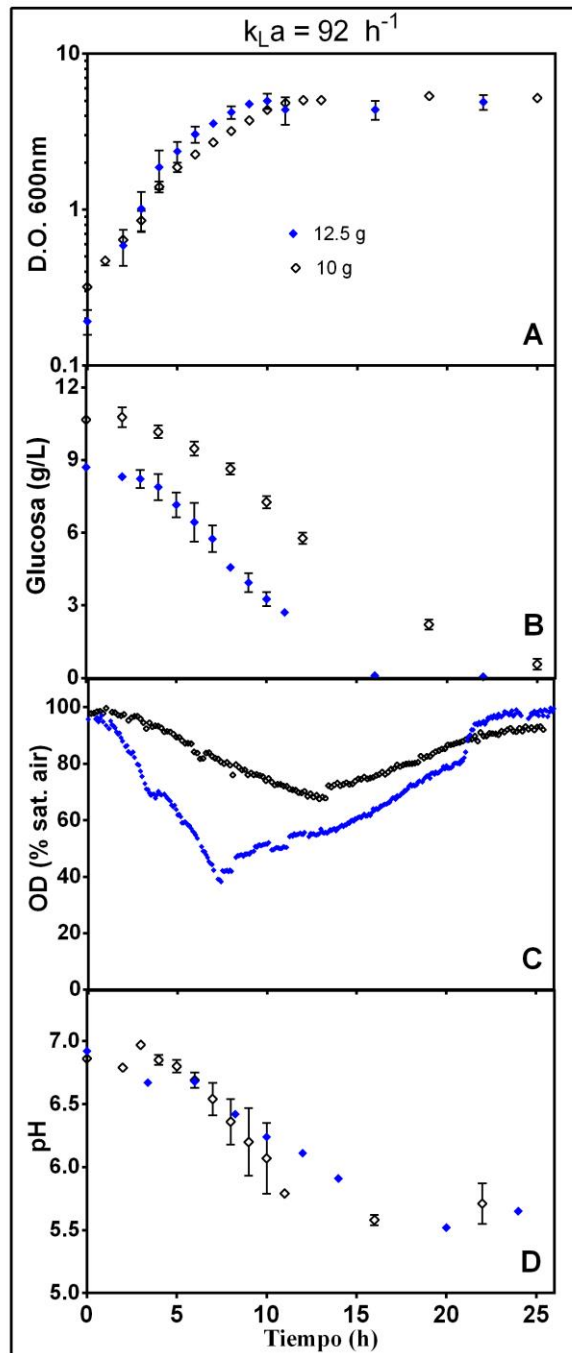 kLa = 92 h-1
10
1
0.1
D.O. 600nm
12.5 g
10 g
A
12
9
6
3
0
Glucosa (g/L)
B
100
80
60
40
20
0
OD (% sat. air)
C
7.0
6.5
6.0
5.5
5.0
pH
D
0 5 10 15 20 25
Tiempo (h)